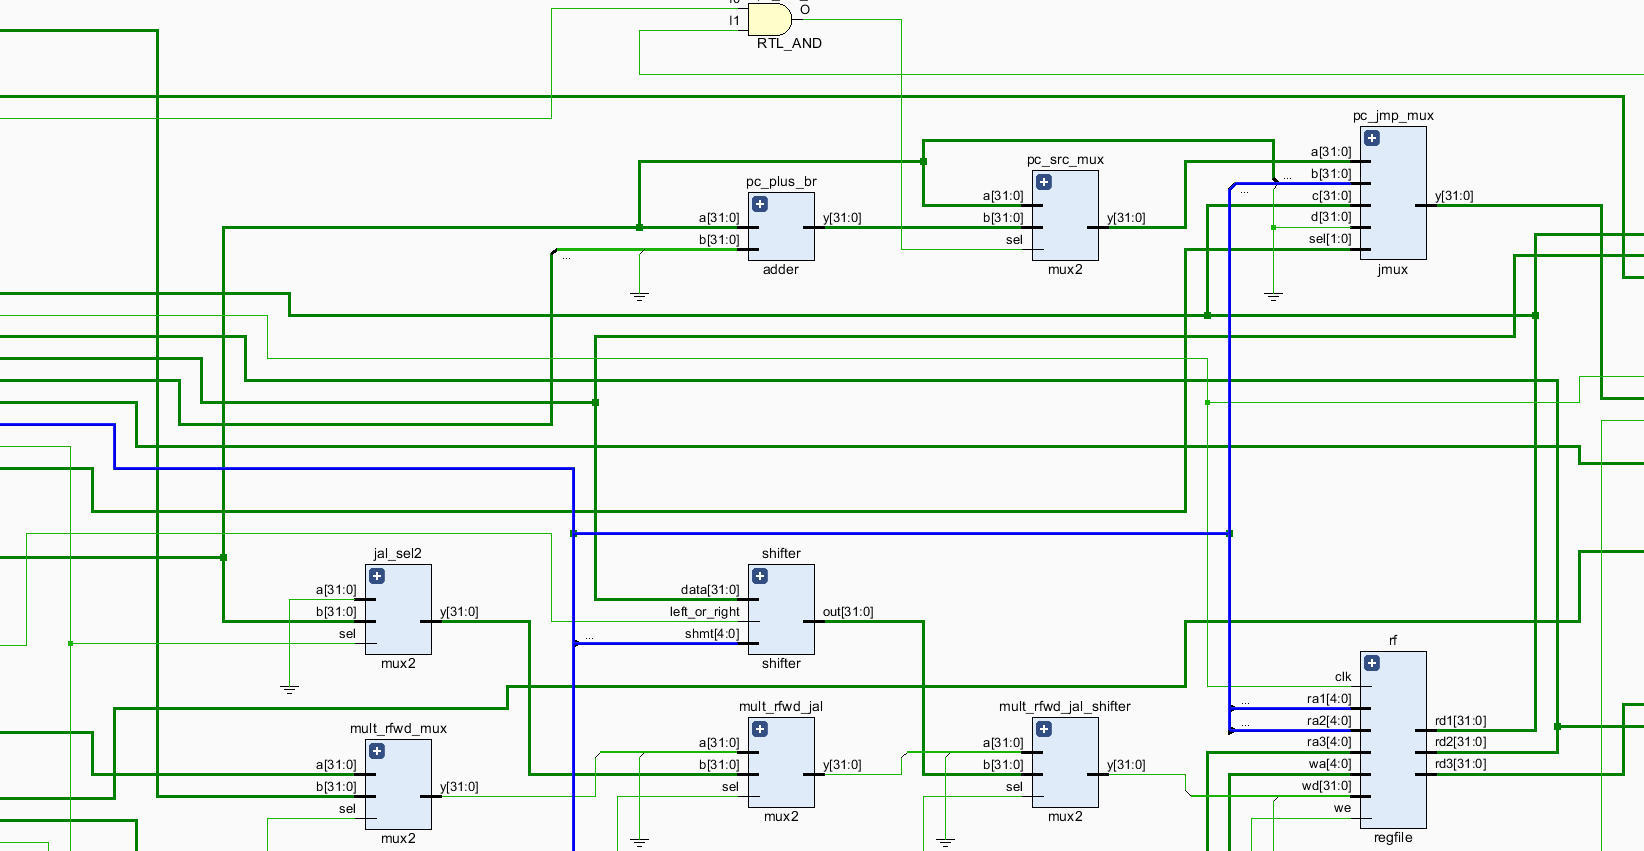 O
I1
RTL_AND
pc_jmp_mux
a[31:0]
b[31:0]
c[31:0]
d[31:0]
sel[1:0]
y[31:0]
jmux
...
...
pc_src_mux
a[31:0]
b[31:0]
sel
y[31:0]
mux2
pc_plus_br
a[31:0]
b[31:0]
y[31:0]
adder
...
jal_sel2
a[31:0]
b[31:0]
sel
y[31:0]
mux2
shifter
data[31:0]
left_or_right
shmt[4:0]
out[31:0]
shifter
...
rf
clk
ra1[4:0]
ra2[4:0]
ra3[4:0]
wa[4:0]
wd[31:0]
we
rd1[31:0]
rd2[31:0]
rd3[31:0]
regfile
...
...
mult_rfwd_mux
a[31:0]
b[31:0]
sel
y[31:0]
mux2
mult_rfwd_jal
a[31:0]
b[31:0]
sel
y[31:0]
mux2
mult_rfwd_jal_shifter
a[31:0]
b[31:0]
sel
y[31:0]
mux2